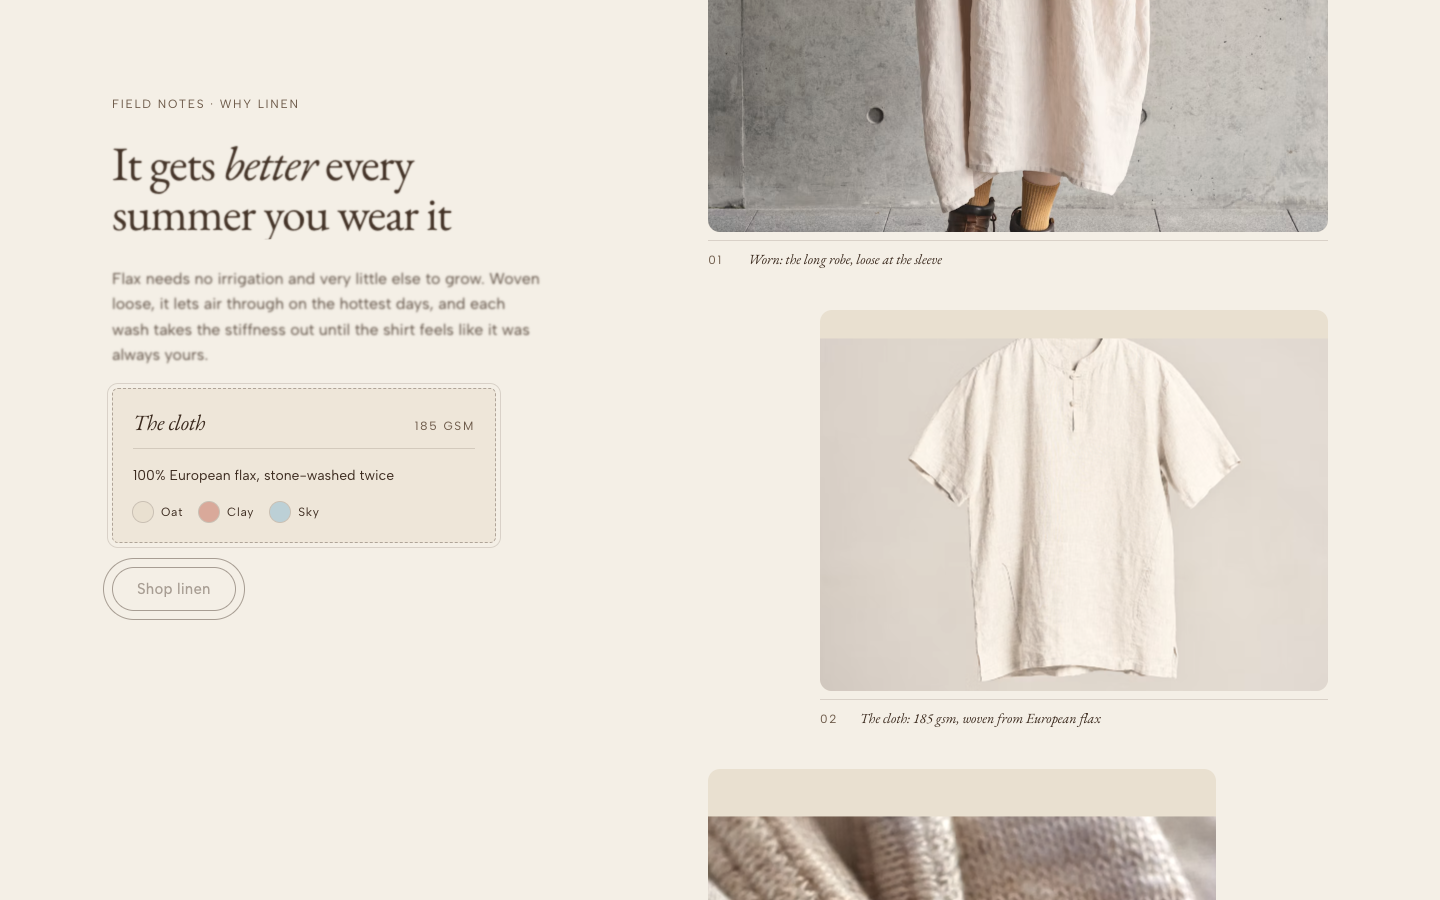 FIELD NOTES · WHY LINEN
It gets better every
summer you wear it
Flax needs no irrigation and very little else to grow. Woven
loose, it lets air through on the hottest days, and each
wash takes the stiffness out until the shirt feels like it was
always yours.
The cloth
185 GSM
100% European flax, stone-washed twice
Oat
Clay
Sky
Shop linen
01 Worn: the long robe, loose at the sleeve
02 The cloth: 185 gsm, woven from European flax